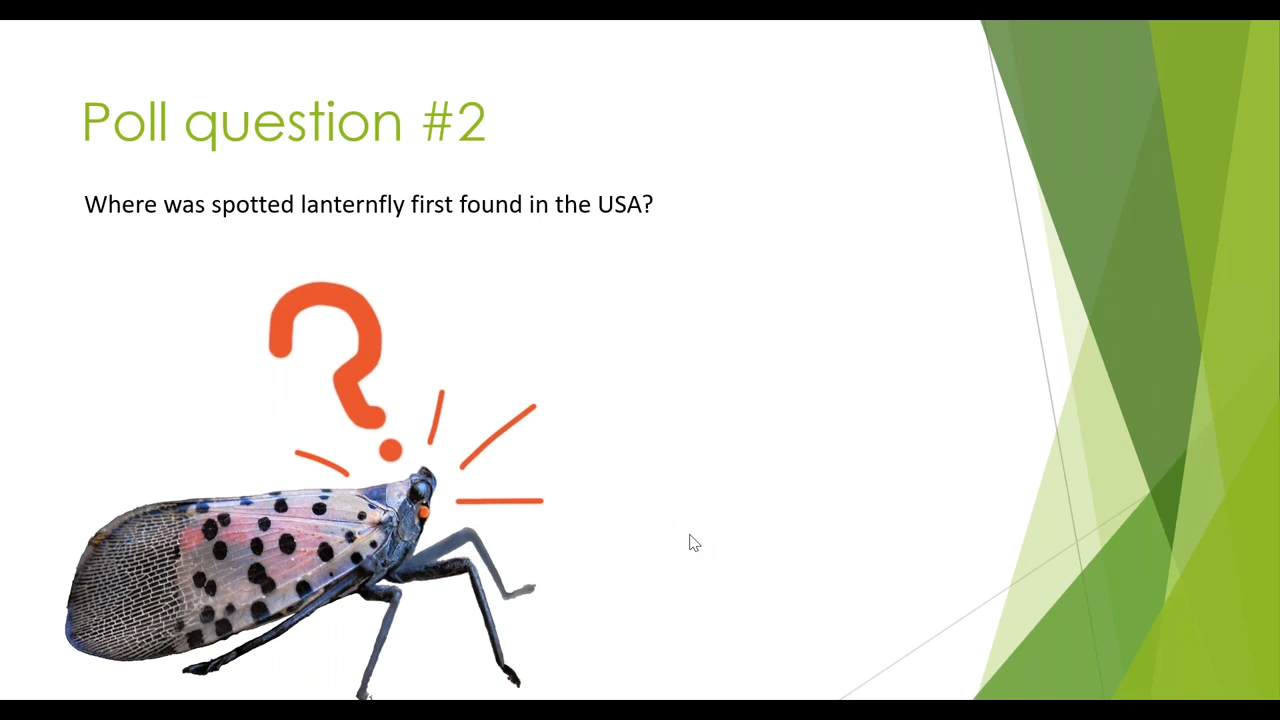 Poll question #2
Where was spotted lanternfly first found in the USA?